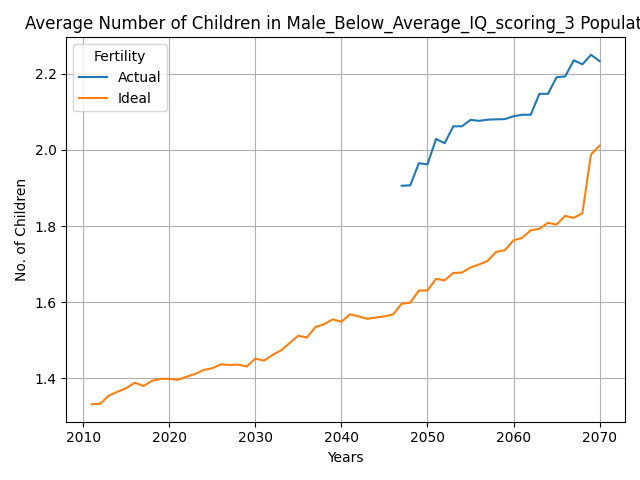 Average Number of Children in Male_Below_Average_IQ_scoring_3 Populat
Fertility
Actual
Ideal
No. of Children
2.2
2.0
1.8
1.6
1.4
2010 2020 2030 2040 2050 2060 2070
Years